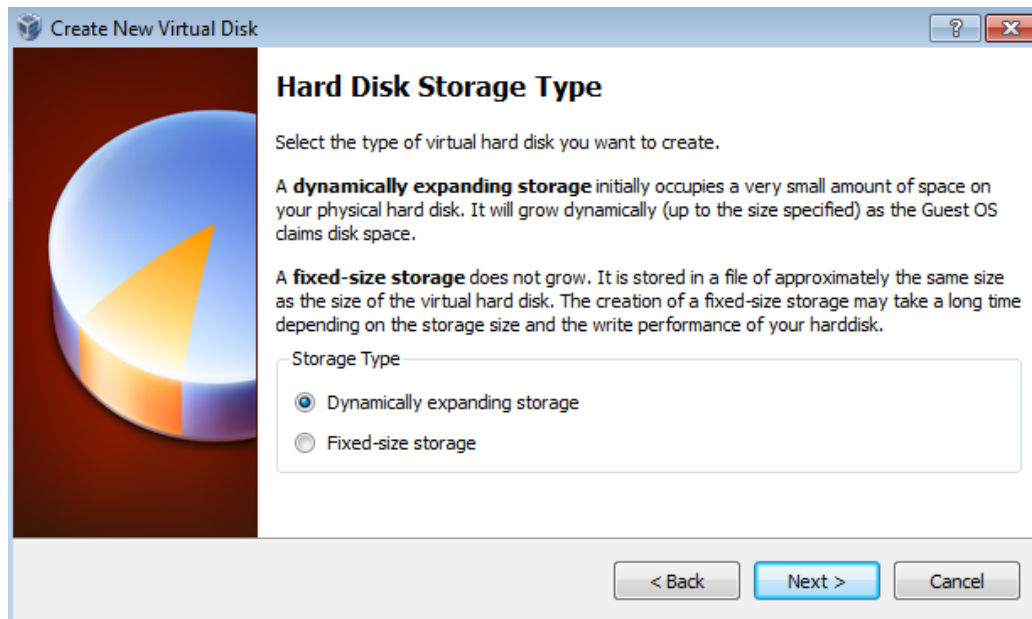 Create New Virtual Disk
Hard Disk Storage Type
Select the type of virtual hard disk you want to create.
A dynamically expanding storage initially occupies a very small amount of space on
your physical hard disk. It will grow dynamically (up to the size specified) as the Guest OS
claims disk space.
A fixed-size storage does not grow. It is stored in a file of approximately the same size
as the size of the virtual hard disk. The creation of a fixed-size storage may take a long time
depending on the storage size and the write performance of your harddisk.
Storage Type
Dynamically expanding storage
Fixed-size storage
< Back
Next >
Cancel